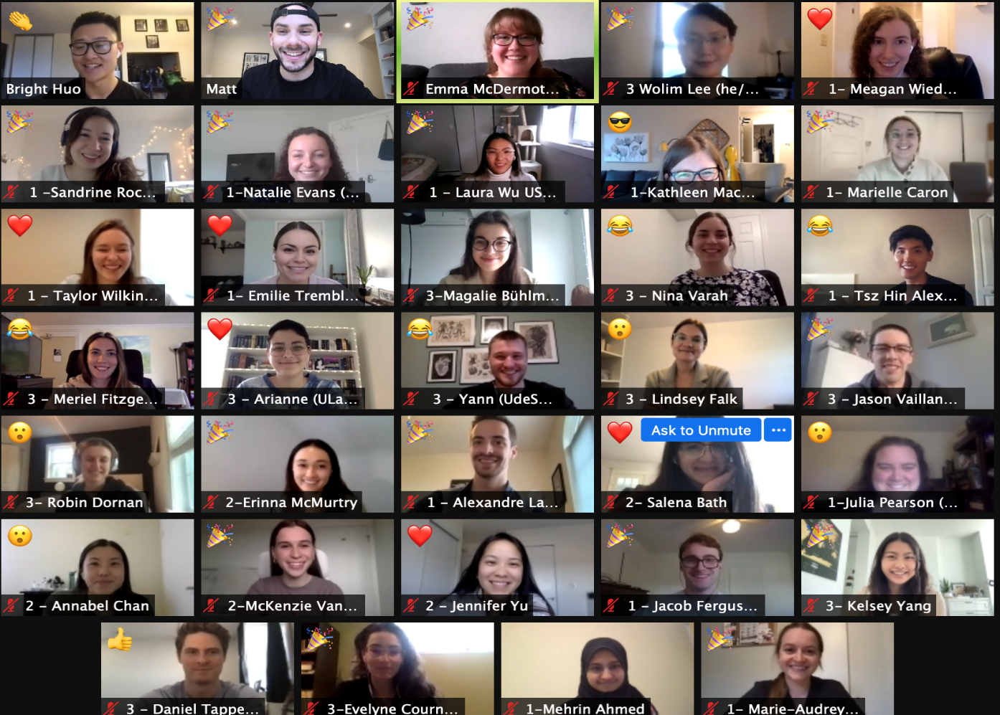 Bright Huo
Matt
Emma McDermot...
3 Wolim Lee (he/...
1- Meagan Wied...
1 -Sandrine Roc...
1-Natalie Evans (...
1 - Laura Wu US...
1-Kathleen Mac...
1- Marielle Caron
1 - Taylor Wilkin...
1- Emilie Trembl...
3-Magalie Bühlm...
3 - Nina Varah
1 - Tsz Hin Alex...
3 - Meriel Fitzge...
3 - Arianne (ULa...
3 - Yann (UdeS...
3 - Lindsey Falk
3 - Jason Vaillan...
Ask to Unmute ...
3- Robin Dornan
2-Erinna McMurtry
1 - Alexandre La...
2- Salena Bath
1-Julia Pearson (...
2 - Annabel Chan
2-McKenzie Van...
2 - Jennifer Yu
1 - Jacob Fergus...
3- Kelsey Yang
3 - Daniel Tappe...
3-Evelyne Courn...
1-Mehrin Ahmed
1- Marie-Audrey...